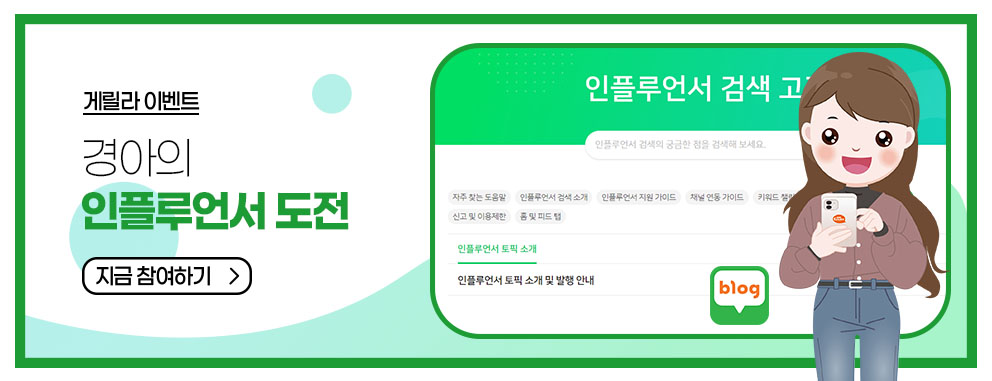 게릴라 이벤트
경아의
인플루언서 도전
지금 참여하기 >
인플루언서 검색 고
인플루언서 검색의 궁금한 점을 검색해 보세요.
자주 찾는 도움말 인플루언서 검색 소개 인플루언서 지원 가이드 채널 연동 가이드 키워드
신고 및 이용제한 홈 및 피드 탭
인플루언서 토픽 소개
인플루언서 토픽 소개 및 발행 안내
blog